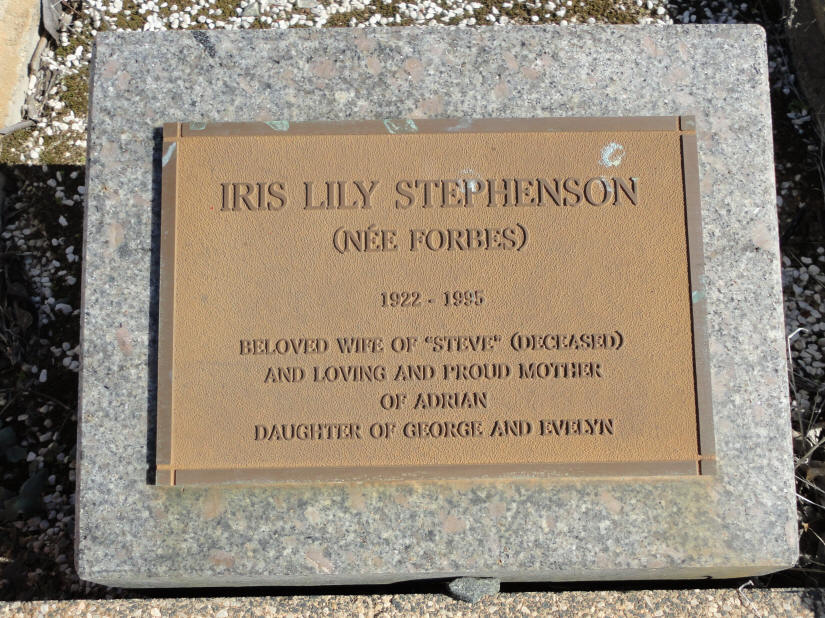 IRIS LILY STEPHENSON
(NÉE FORBES)
1922 - 1995
BELOVED WIFE OF "STEVE" (DECEASED)
AND LOVING AND PROUD MOTHER
OF ADRIAN
DAUGHTER OF GEORGE AND EVELYN